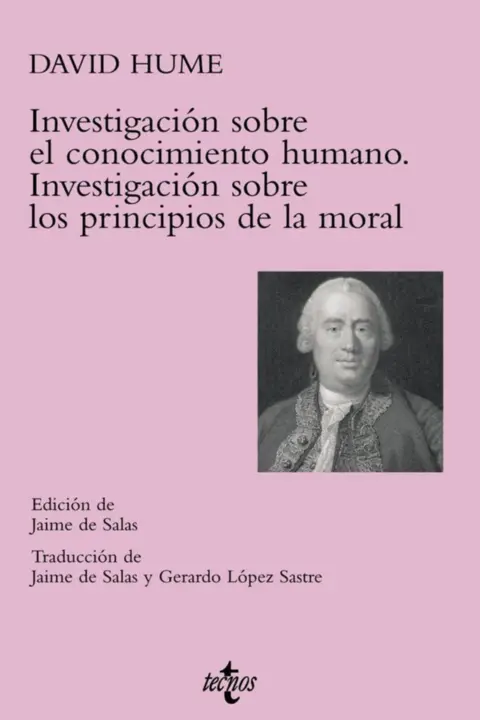 DAVID HUME
Investigación sobre
el conocimiento humano.
Investigación sobre
los principios de la moral
Edición de
Jaime de Salas
Traducción de
Jaime de Salas y Gerardo López Sastre
tecnos